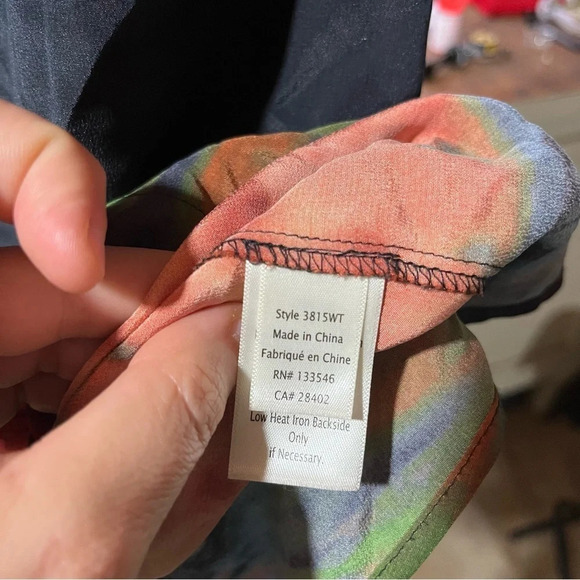 Style 3815WT
Made in China
Fabriqué en Chine
RN# 133546
CA# 28402
Low Heat Iron Backside
Only
if Necessary.